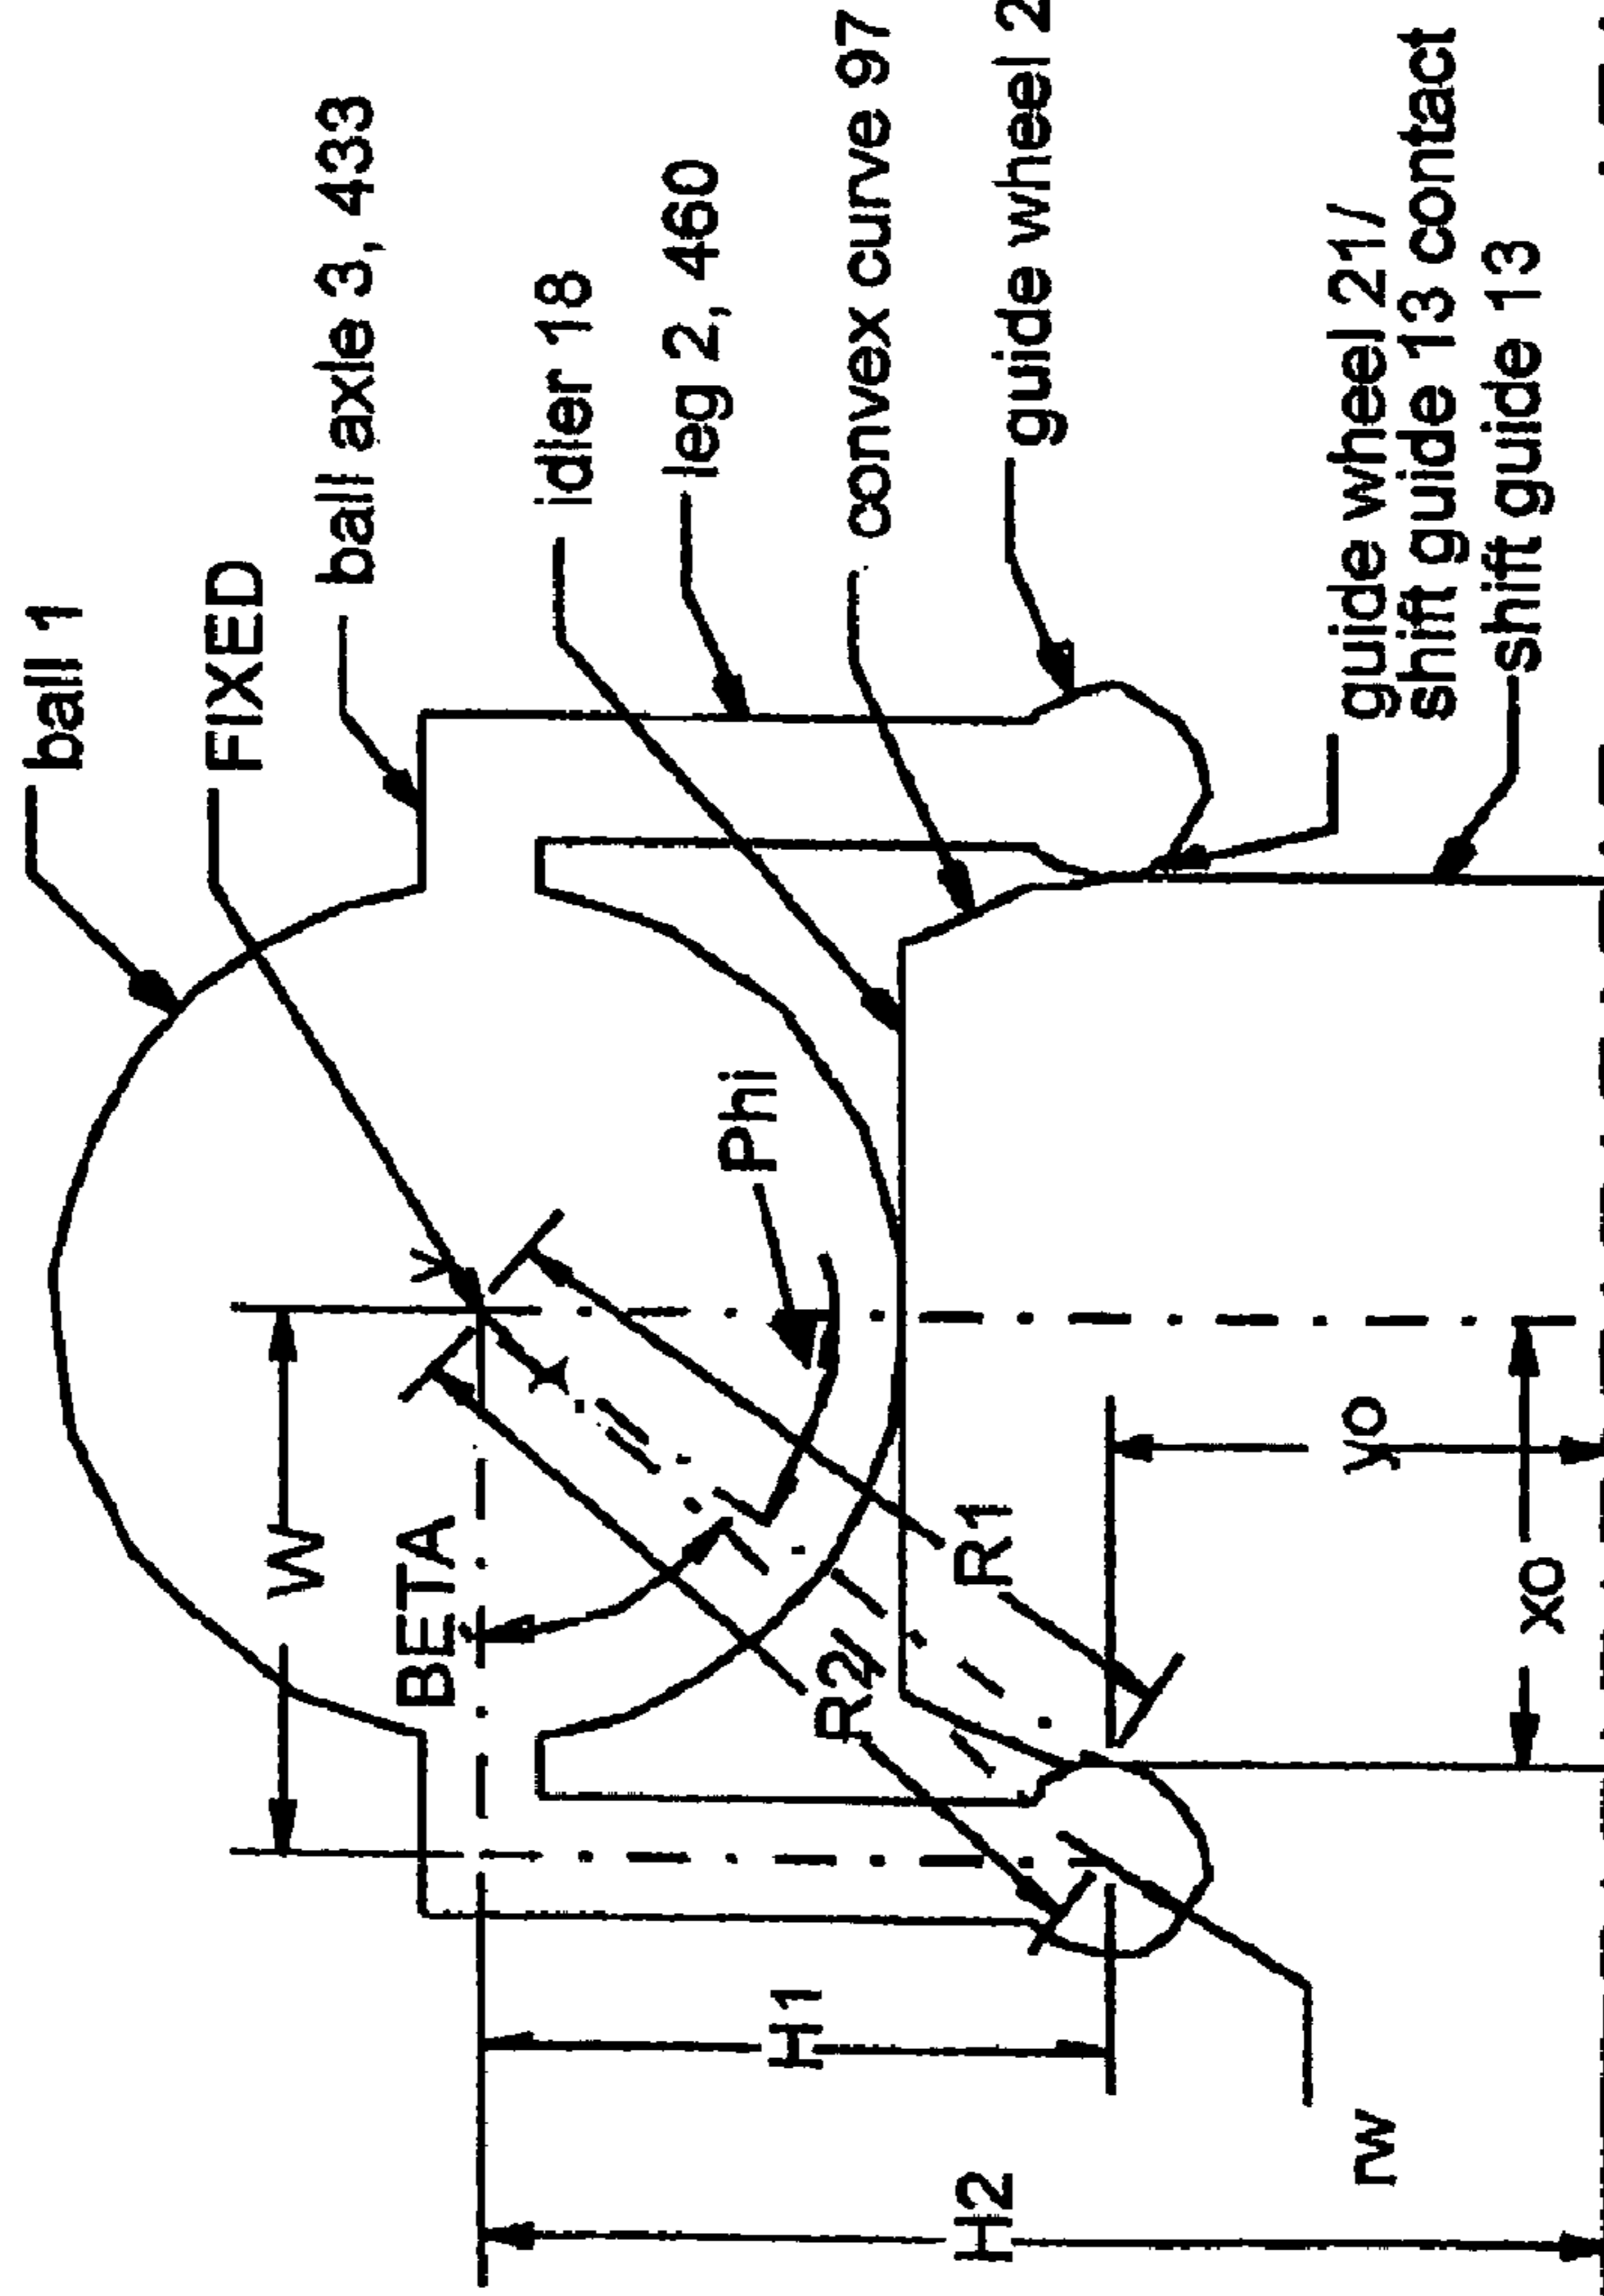 ball 1
FIXED
ball axle 3, 433
idler 18
leg 2, 460
convex curve 97
guide wheel 2
guide wheel 21/
shift guide 13 contact
shift guide 13
Phi
W
BETA
R2
R1
yo
xo
H1
H2
rw